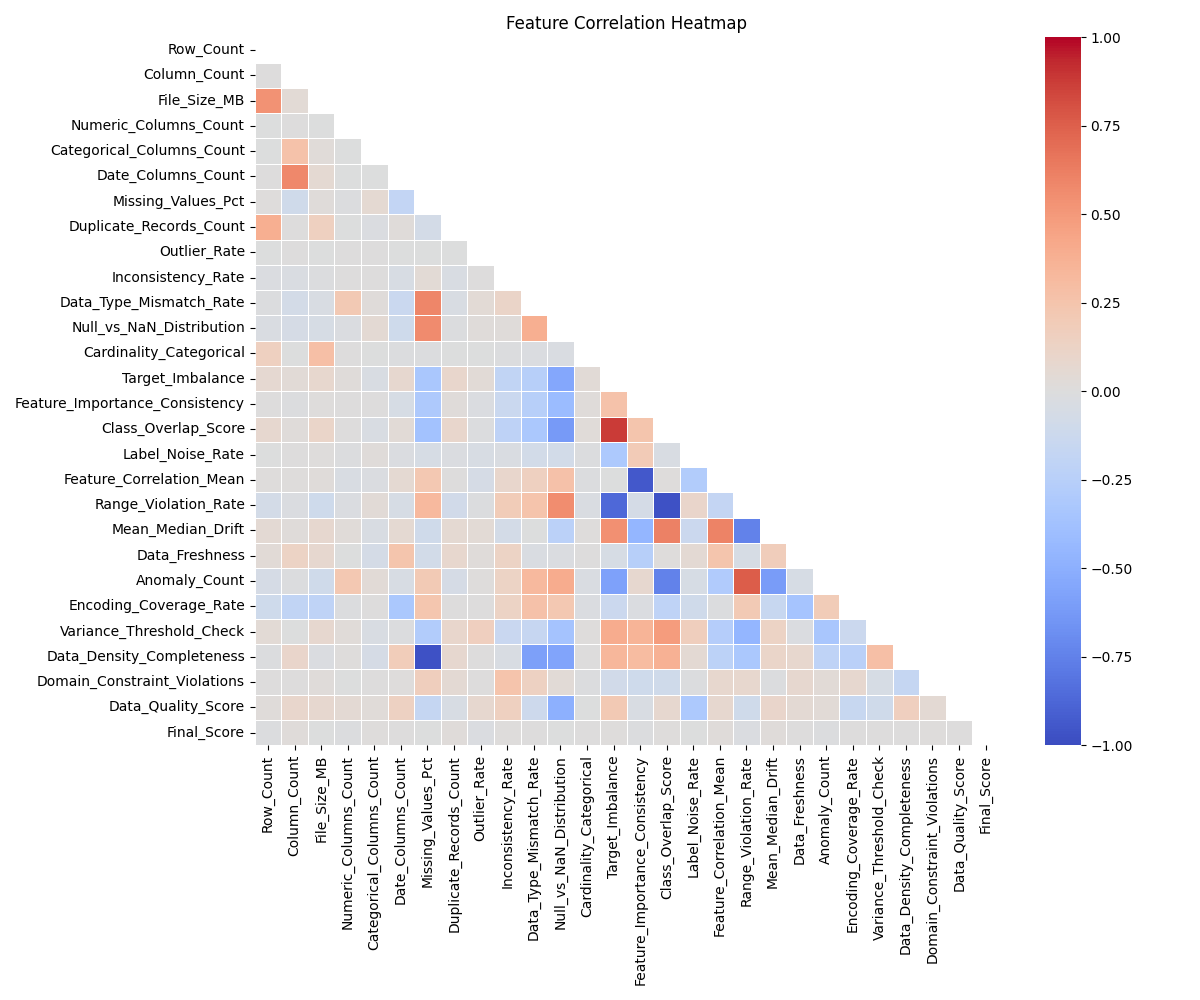 Feature Correlation Heatmap
Row_Count
Column_Count
File_Size_MB
Numeric_Columns_Count
Categorical_Columns_Count
Date_Columns_Count
Missing_Values_Pct
Duplicate_Records_Count
Outlier_Rate
Inconsistency_Rate
Data_Type_Mismatch_Rate
Null_vs_NaN_Distribution
Cardinality_Categorical
Target_Imbalance
Feature_Importance_Consistency
Class_Overlap_Score
Label_Noise_Rate
Feature_Correlation_Mean
Range_Violation_Rate
Mean_Median_Drift
Data_Freshness
Anomaly_Count
Encoding_Coverage_Rate
Variance_Threshold_Check
Data_Density_Completeness
Domain_Constraint_Violations
Data_Quality_Score
Final_Score
Row_Count
Column_Count
File_Size_MB
Numeric_Columns_Count
Categorical_Columns_Count
Date_Columns_Count
Missing_Values_Pct
Duplicate_Records_Count
Outlier_Rate
Inconsistency_Rate
Data_Type_Mismatch_Rate
Null_vs_NaN_Distribution
Cardinality_Categorical
Target_Imbalance
Feature_Importance_Consistency
Class_Overlap_Score
Label_Noise_Rate
Feature_Correlation_Mean
Range_Violation_Rate
Mean_Median_Drift
Data_Freshness
Anomaly_Count
Encoding_Coverage_Rate
Variance_Threshold_Check
Data_Density_Completeness
Domain_Constraint_Violations
Data_Quality_Score
Final_Score
1.00
0.75
0.50
0.25
0.00
−0.25
−0.50
−0.75
−1.00